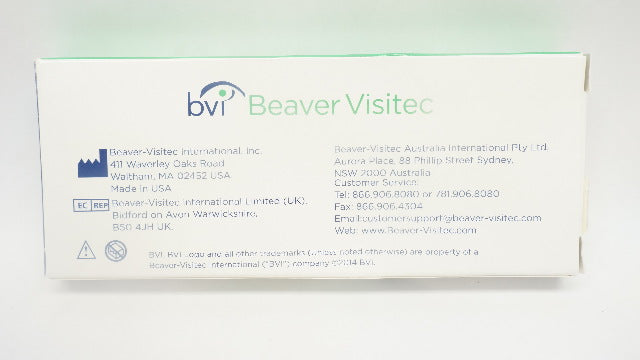 bvi Beaver Visitec
Beaver-Visitec International, Inc.
411 Waverley Oaks Road
Waltham, MA 02452 USA
Made in USA
EC REP Beaver-Visitec International Limited (UK),
Bidford on Avon Warwickshire,
B50 4JH UK.
Beaver-Visitec Australia International Pty Ltd.
Aurora Place, 88 Phillip Street Sydney,
NSW 2000 Australia
Customer Service:
Tel: 866.906.8080 or 781.906.8080
Fax: 866.906.4304
Email:customersupport@beaver-visitec.com
Web: www.Beaver-Visitec.com
BVI, BVI Logo and all other trademarks (unless noted otherwise) are property of a
Beaver-Visitec International ("BVI") company ©2014 BVI.